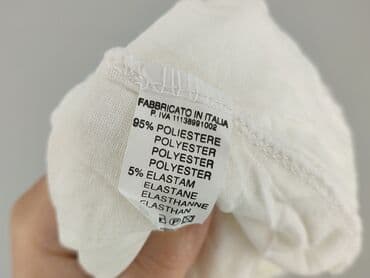 FABBRICATO IN ITALIA
P. IVA 11138991002
95% POLIESTERE
POLYESTER
POLYESTER
POLYESTER
5% ELASTAM
ELASTANE
ELASTHANNE
ELASTHAN